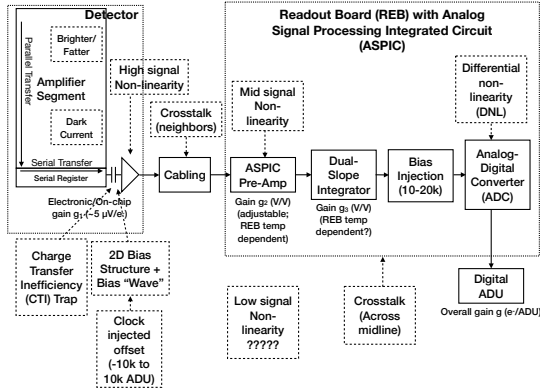 Detector
Parallel Transfer
Brighter/
Fatter
Amplifier
Segment
Dark
Current
Serial Transfer
Serial Register
High signal
Non-linearity
Electronic/On-chip
gain g₁ (~5 μV/e-)
Crosstalk
(neighbors)
Cabling
Charge
Transfer
Inefficiency
(CTI) Trap
2D Bias
Structure +
Bias “Wave”
Clock
injected
offset
(-10k to
10k ADU)
Readout Board (REB) with Analog
Signal Processing Integrated Circuit
(ASPIC)
Mid signal
Non-
linearity
ASPIC
Pre-Amp
Gain g₂ (V/V)
(adjustable;
REB temp
dependent)
Dual-
Slope
Integrator
Gain g₃ (V/V)
(REB temp
dependent?)
Bias
Injection
(10-20k)
Differential
non-
linearity
(DNL)
Analog-
Digital
Converter
(ADC)
Digital
ADU
Overall gain g (e-/ADU)
Low signal
Non-
linearity
?????
Crosstalk
(Across
midline)